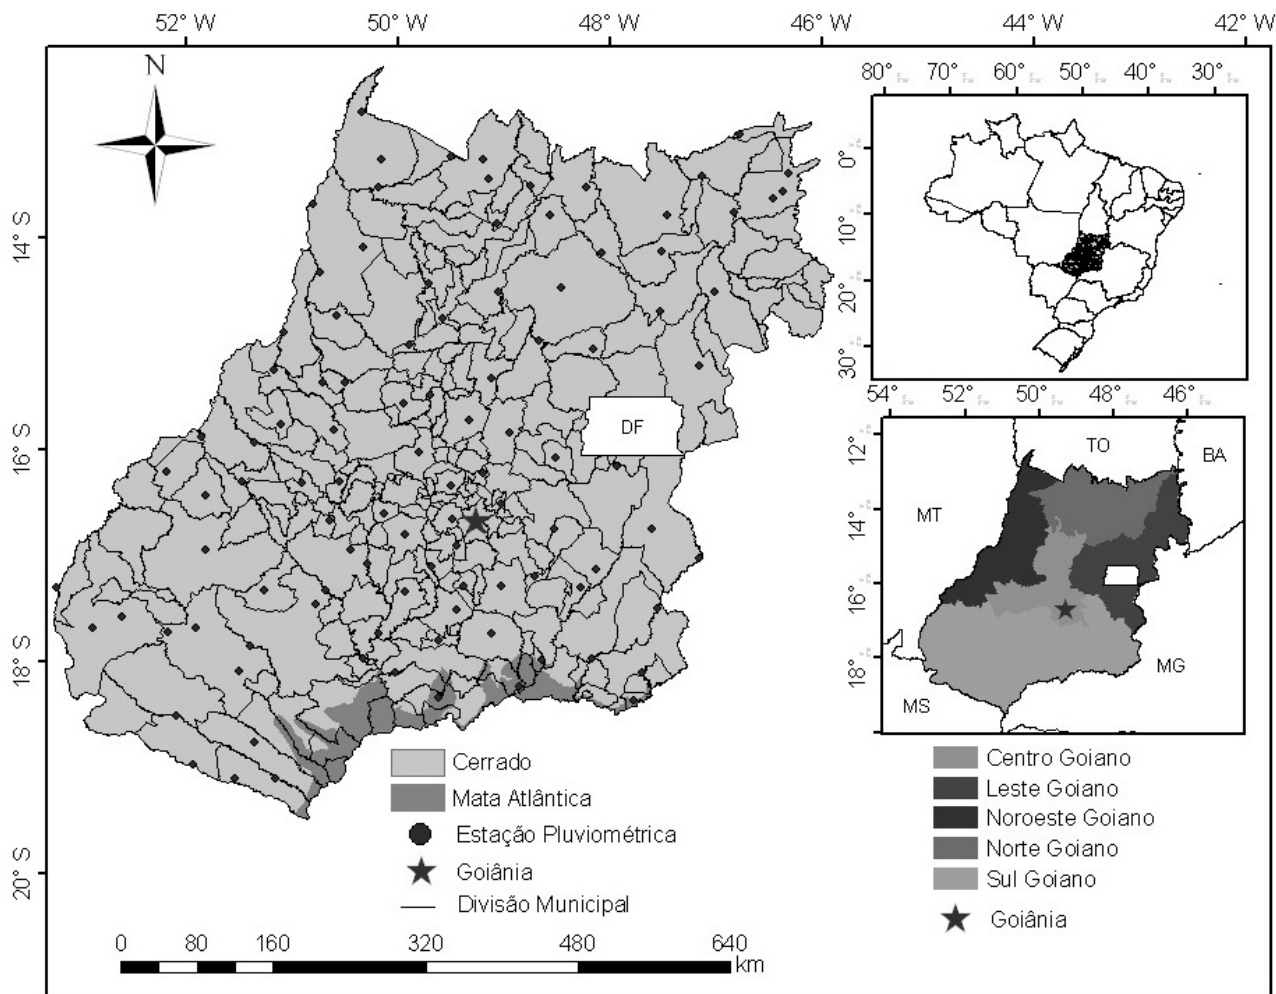 52° W 50° W 48° W 46° W 44° W 42° W
N
14° S
16° S
18° S
20° S
DF
Cerrado
Mata Atlântica
Estação Pluviométrica
Goiânia
Divisão Municipal
0 80 160 320 480 640
km
80° 70° 60° 50° 40° 30°
0°
10°
20°
30°
54° 52° 50° 48° 46°
12°
14°
16°
18°
TO
BA
MT
MG
MS
Centro Goiano
Leste Goiano
Noroeste Goiano
Norte Goiano
Sul Goiano
Goiânia